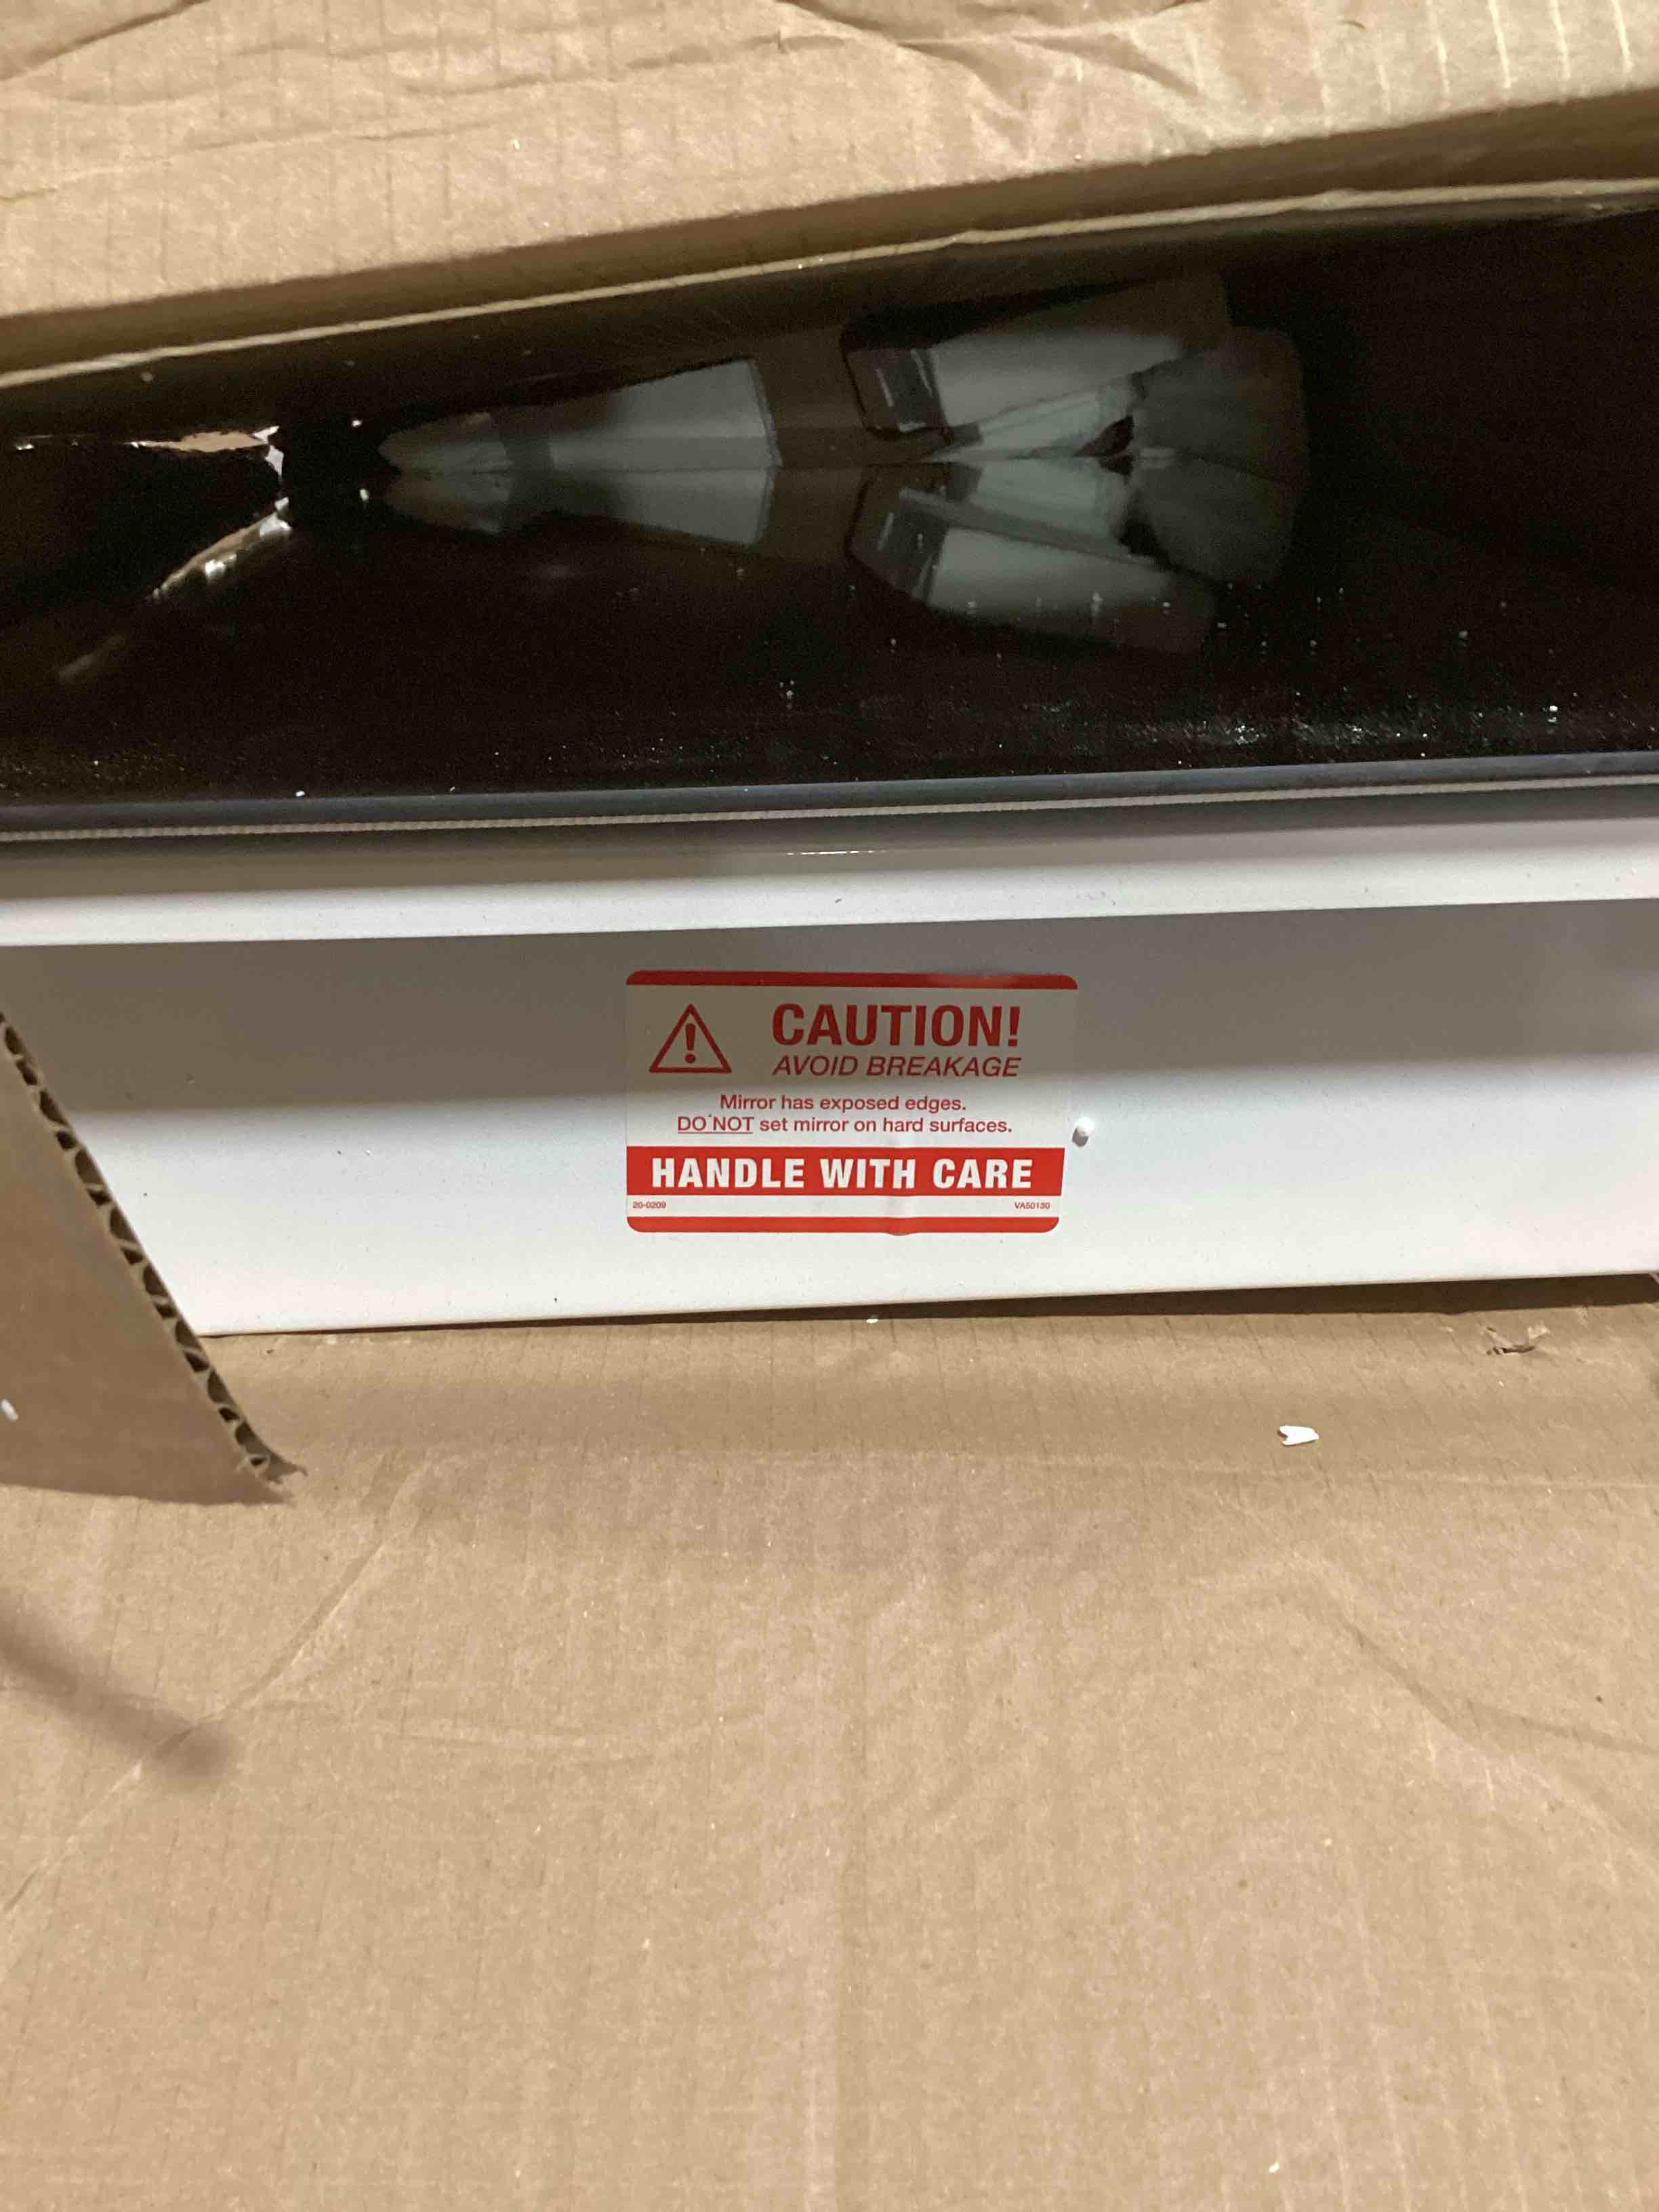 CAUTION!
AVOID BREAKAGE
Mirror has exposed edges.
DO NOT set mirror on hard surfaces.
HANDLE WITH CARE
20-0209 VA50130